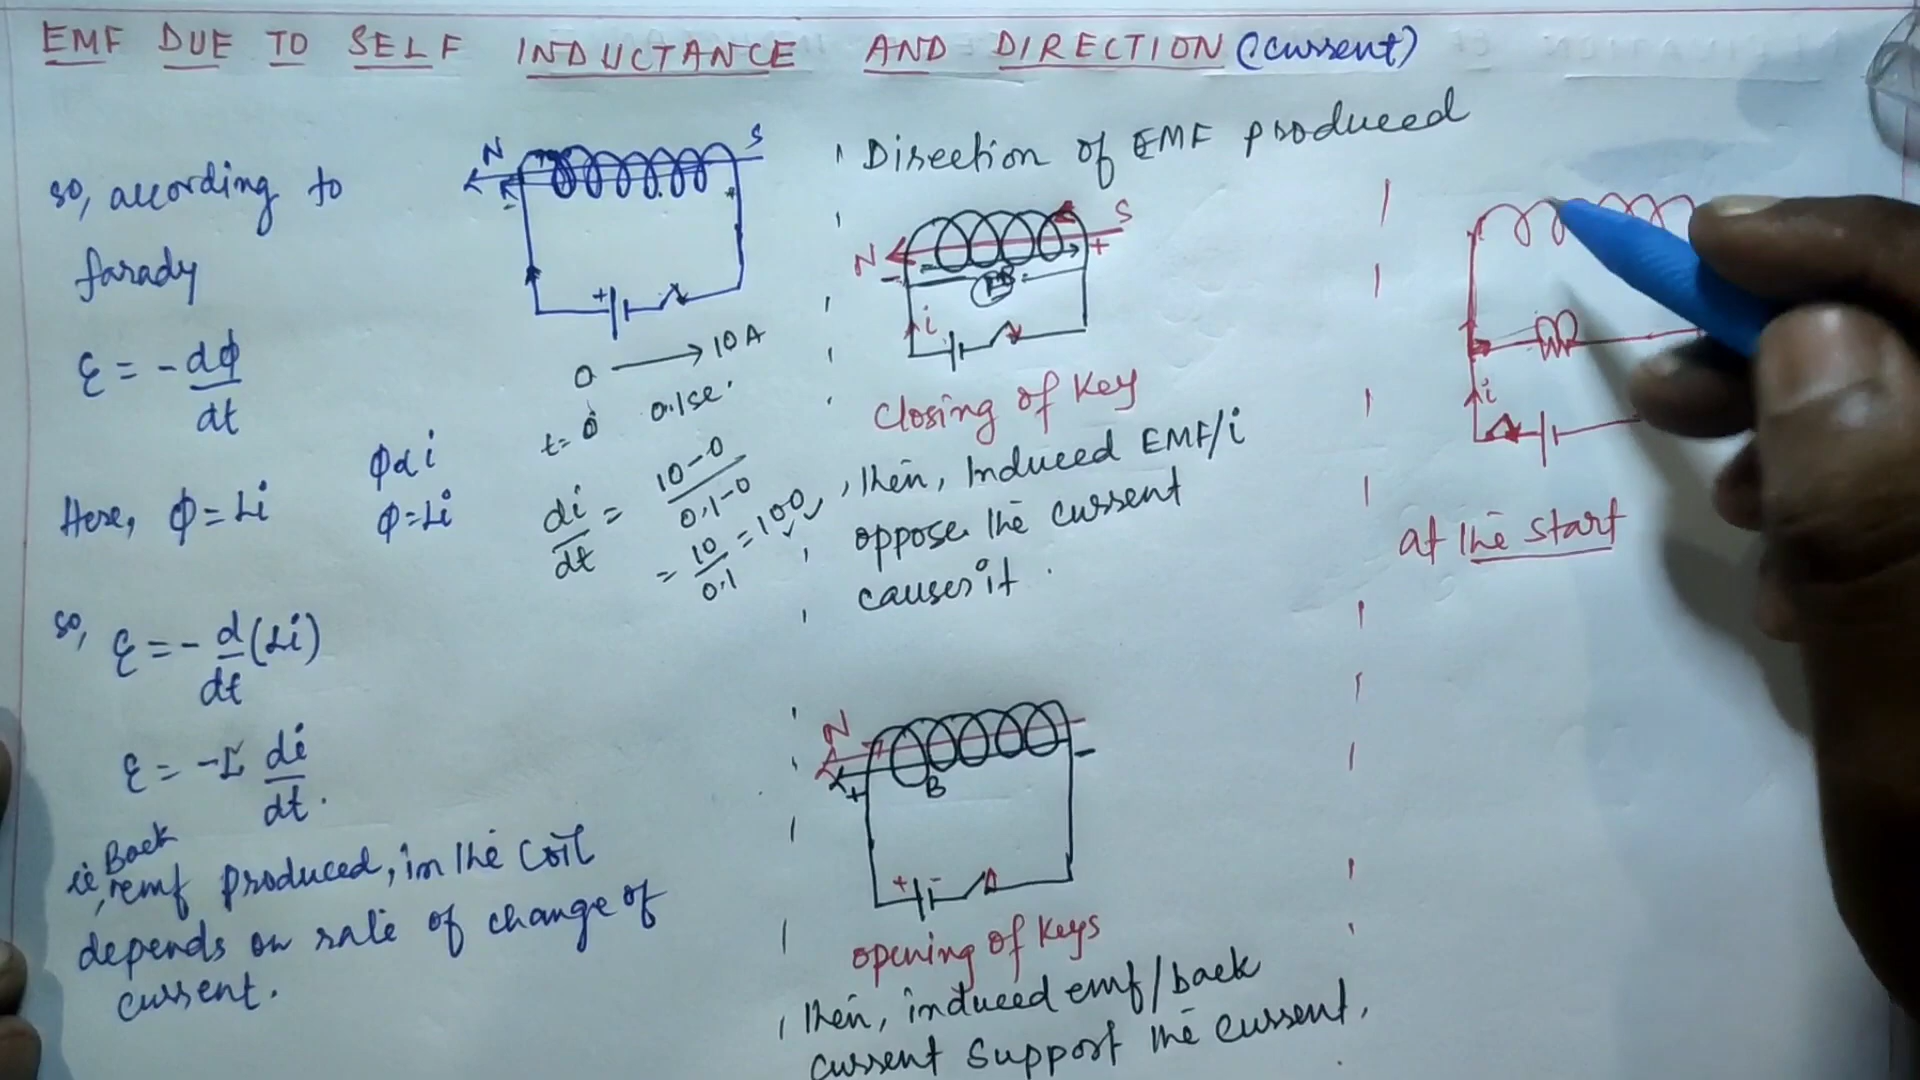 EMF DUE TO SELF INDUCTANCE AND DIRECTION (current)
so, according to
farady
ε = - dϕ
dt
Here, ϕ = Li
ϕ α i
ϕ = Li
so, ε = - d (Li)
dt
ε = -L di
dt.
ie, Back
emf produced, in the coil
depends on rate of change of
current.
N S
- +
0 → 10 A
t = 0 0.1se.
di = 10-0
dt 0.1-0
= 10 = 100
0.1
Direction of EMF produced
N S
- +
i
Closing of Key
then, Induced EMF/i
oppose the current
causes it.
N
+ B -
+ -
opening of Keys
then, induced emf/back
current support the current.
i
at the start